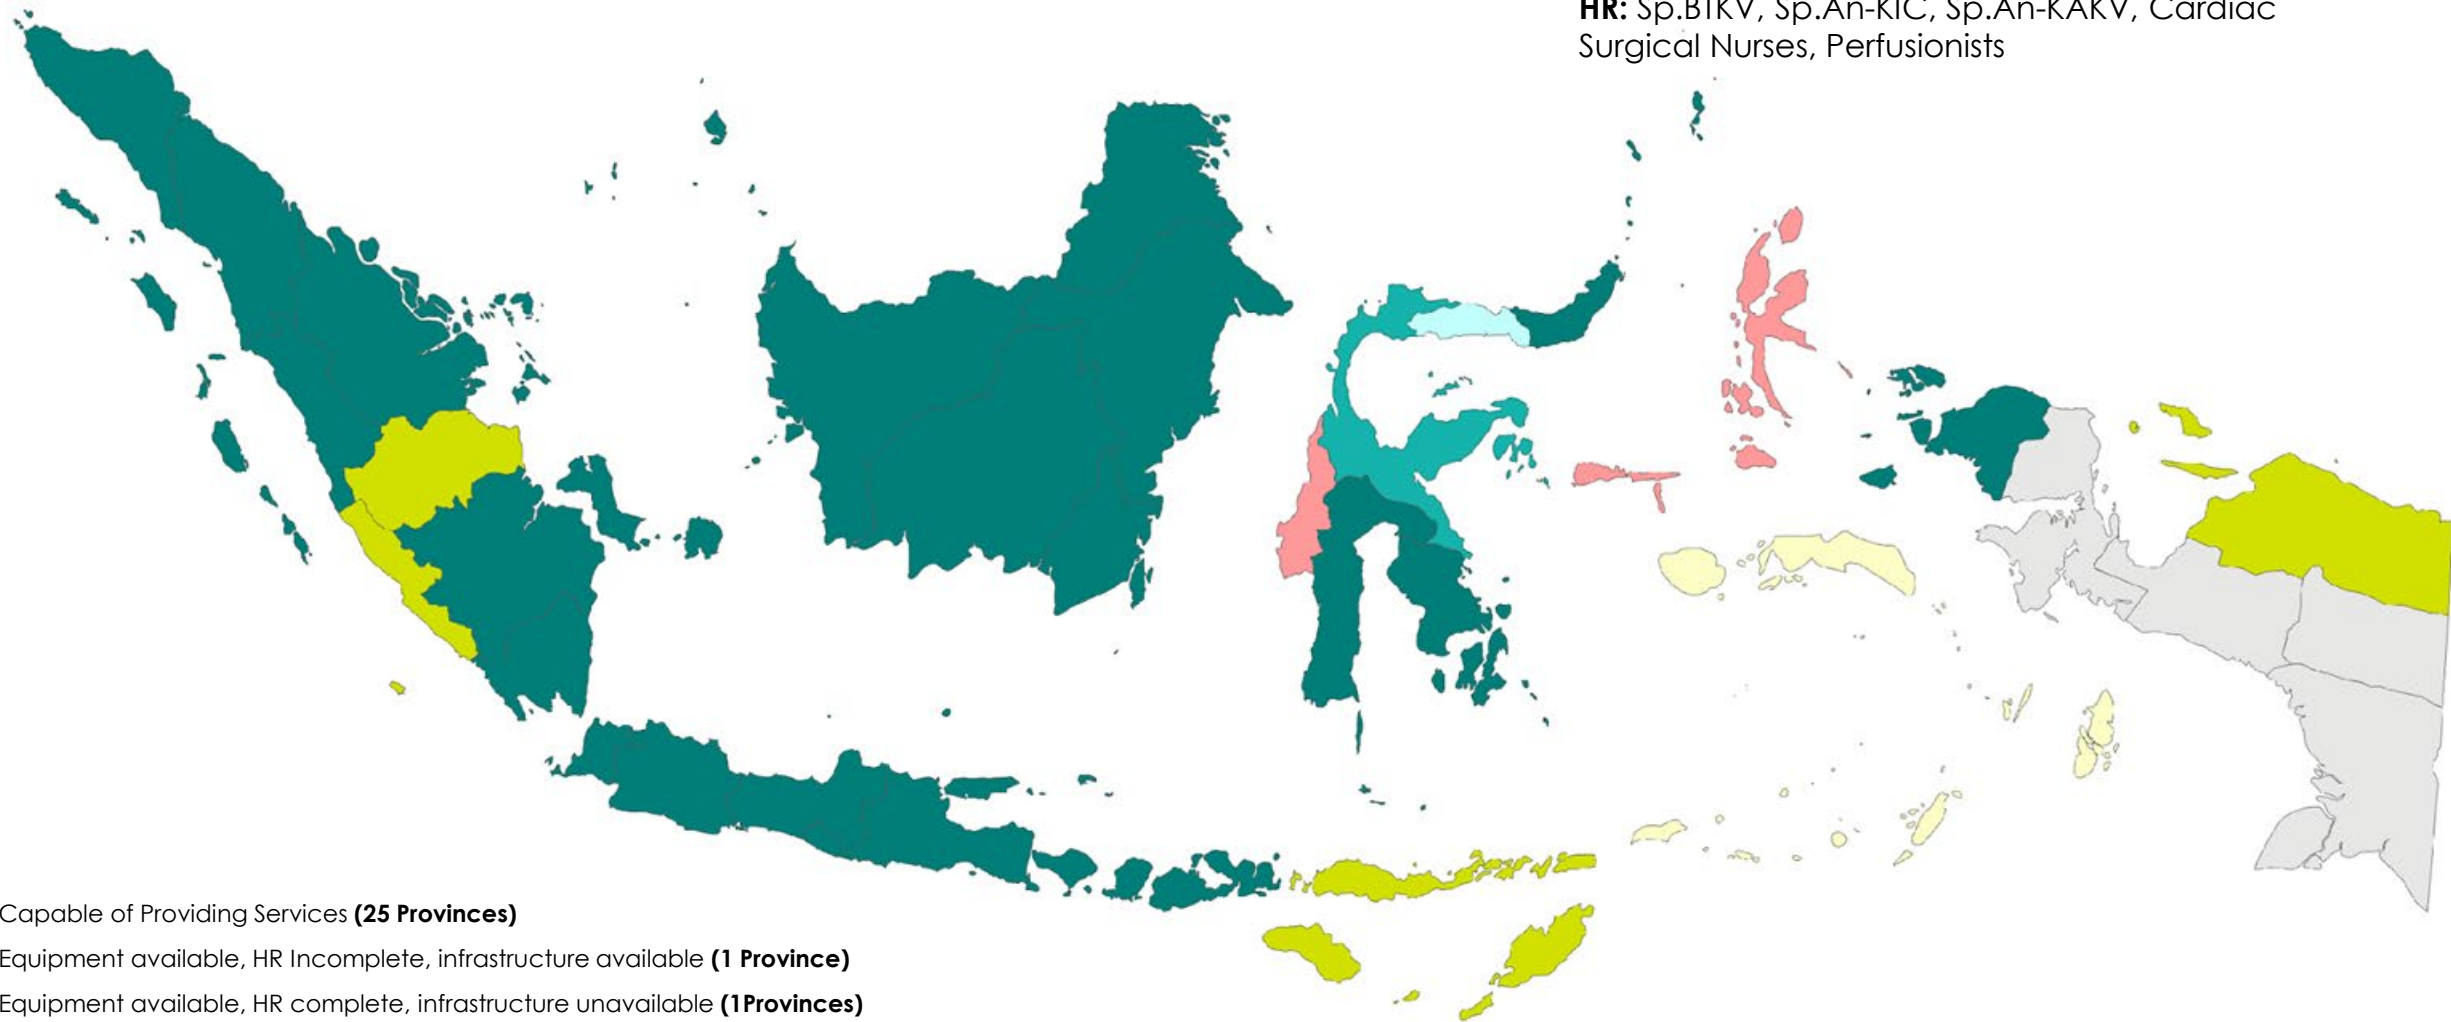 HR: Sp.BTKV, Sp.An-KIC, Sp.An-KAKV, Cardiac
Surgical Nurses, Perfusionists
Capable of Providing Services (25 Provinces)
Equipment available, HR Incomplete, infrastructure available (1 Province)
Equipment available, HR complete, infrastructure unavailable (1Provinces)